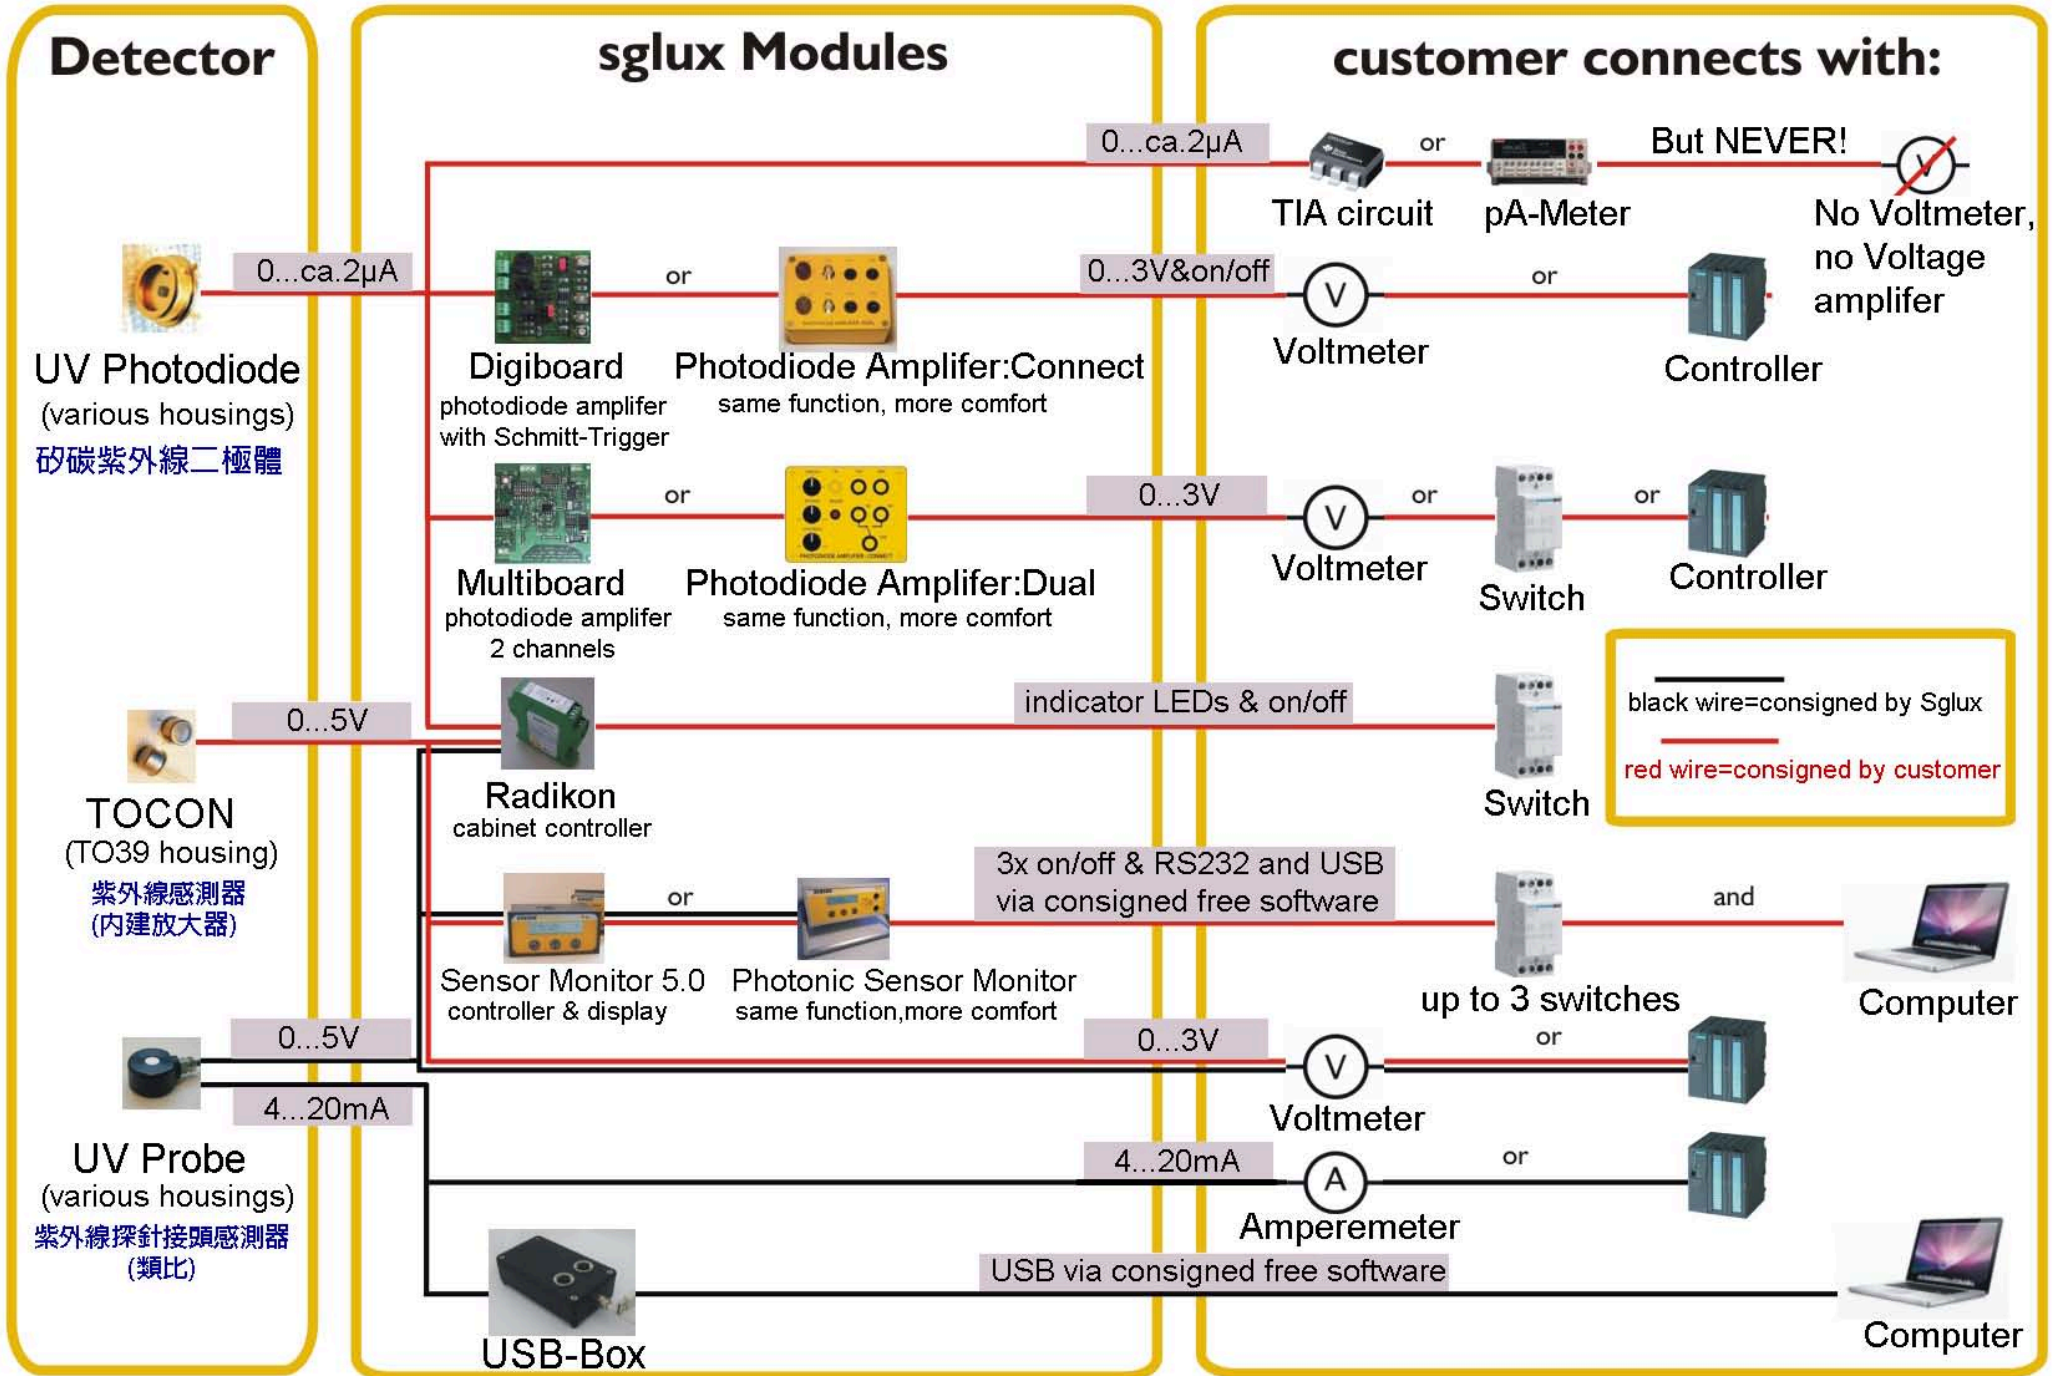 Detector
sglux Modules
customer connects with:
0...ca.2µA
or
But NEVER!
V
TIA circuit
pA-Meter
No Voltmeter,
no Voltage
amplifer
0...ca.2µA
or
0...3V&on/off
V
or
UV Photodiode
(various housings)
矽碳紫外線二極體
Digiboard
photodiode amplifer
with Schmitt-Trigger
Photodiode Amplifer:Connect
same function, more comfort
Voltmeter
Controller
or
0...3V
V
or
or
Multiboard
photodiode amplifer
2 channels
Photodiode Amplifer:Dual
same function, more comfort
Voltmeter
Switch
Controller
black wire=consigned by Sglux
red wire=consigned by customer
0...5V
indicator LEDs & on/off
TOCON
(TO39 housing)
紫外線感測器
(內建放大器)
Radikon
cabinet controller
Switch
or
3x on/off & RS232 and USB
via consigned free software
and
Sensor Monitor 5.0
controller & display
Photonic Sensor Monitor
same function,more comfort
up to 3 switches
Computer
0...5V
0...3V
V
or
Voltmeter
4...20mA
UV Probe
(various housings)
紫外線探針接頭感測器
(類比)
4...20mA
A
or
Amperemeter
USB via consigned free software
USB-Box
Computer